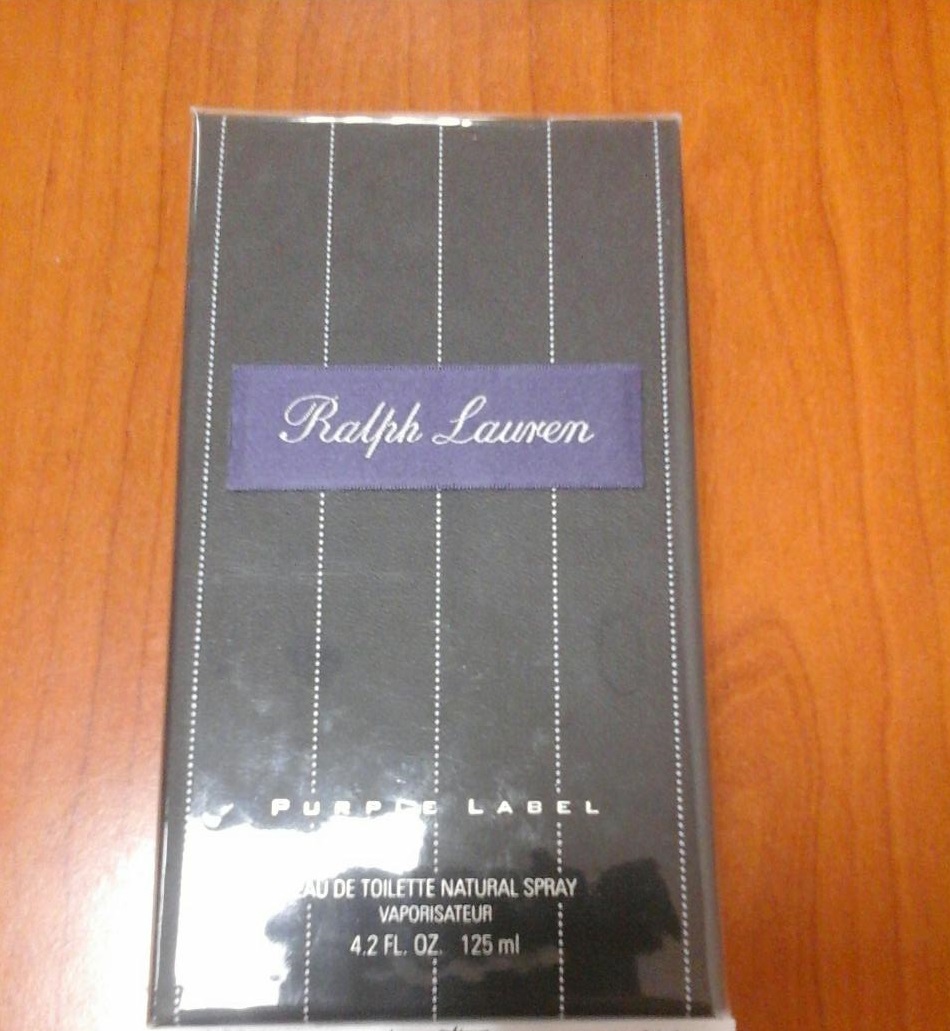 Ralph Lauren
PURPLE LABEL
EAU DE TOILETTE NATURAL SPRAY
VAPORISATEUR
4.2 FL. OZ. 125 ml